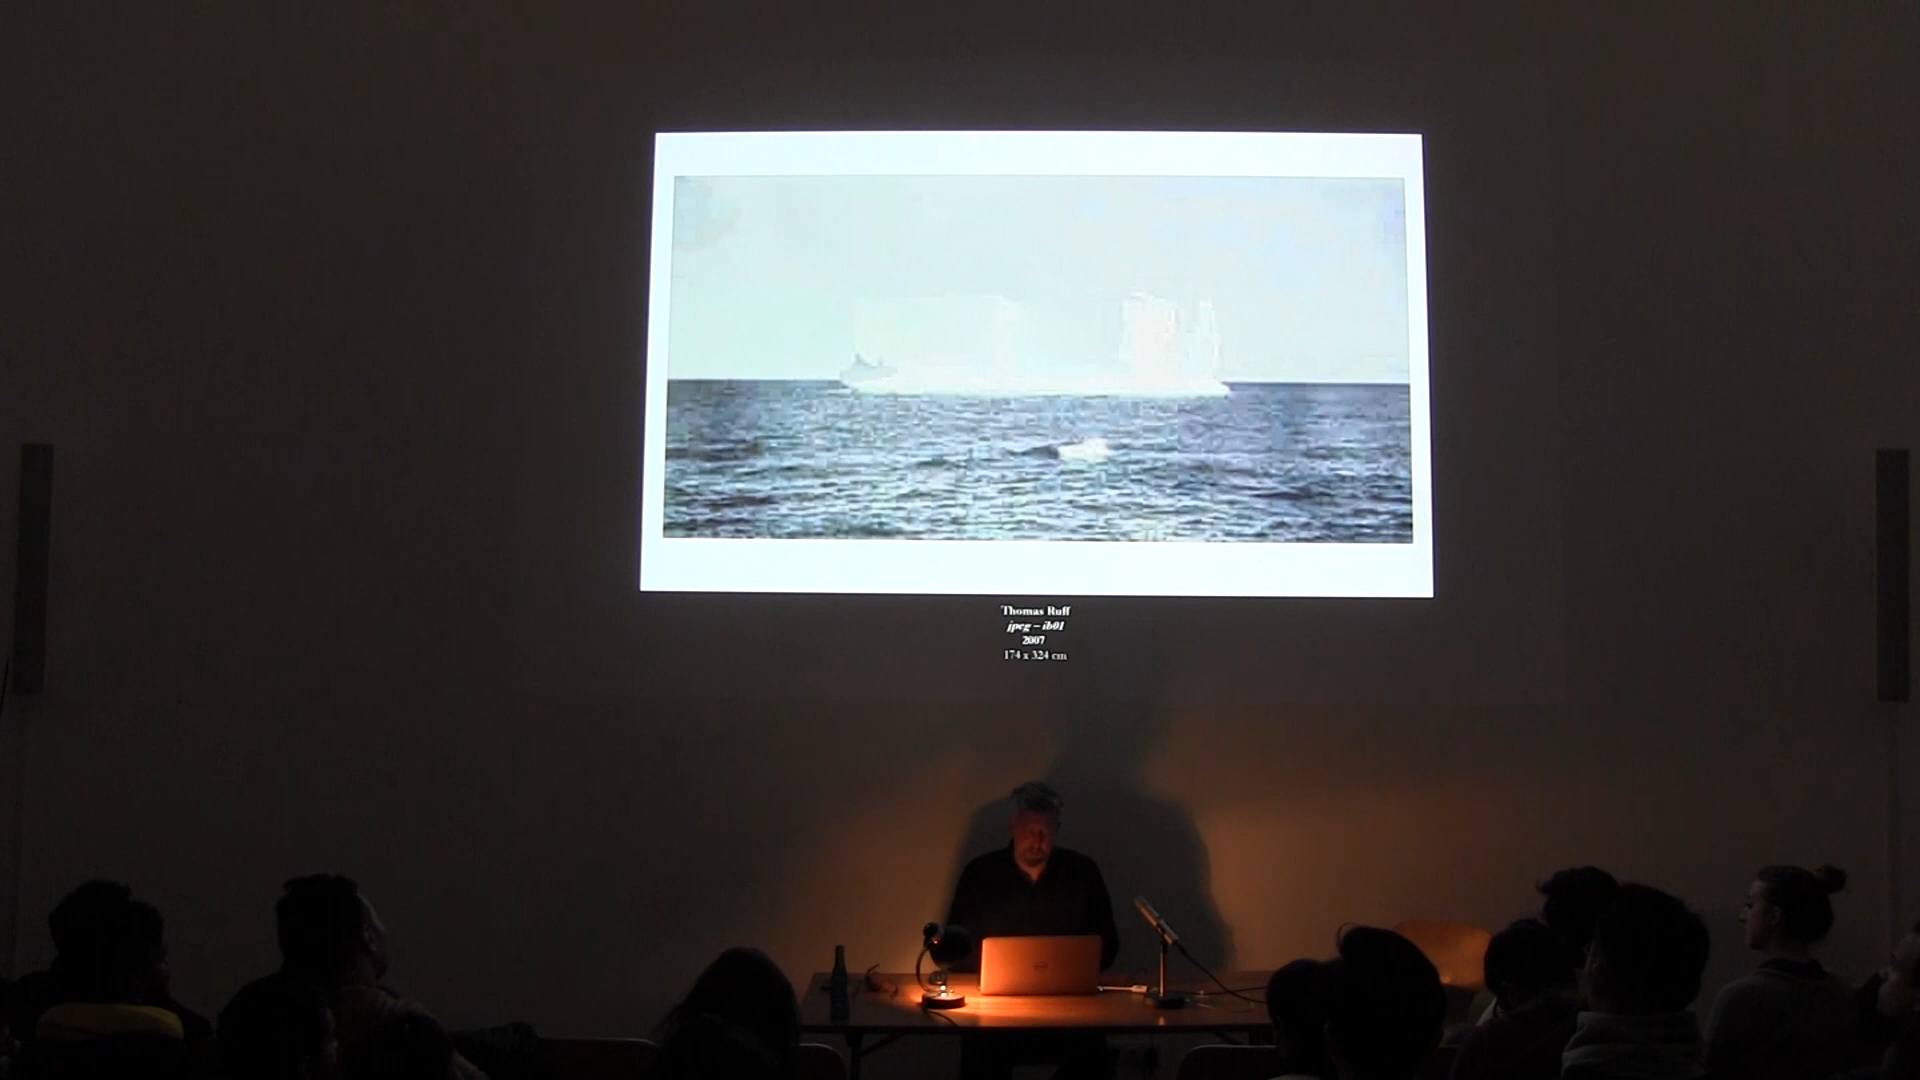 Thomas Ruff
jpeg – ib01
2007
174 x 324 cm